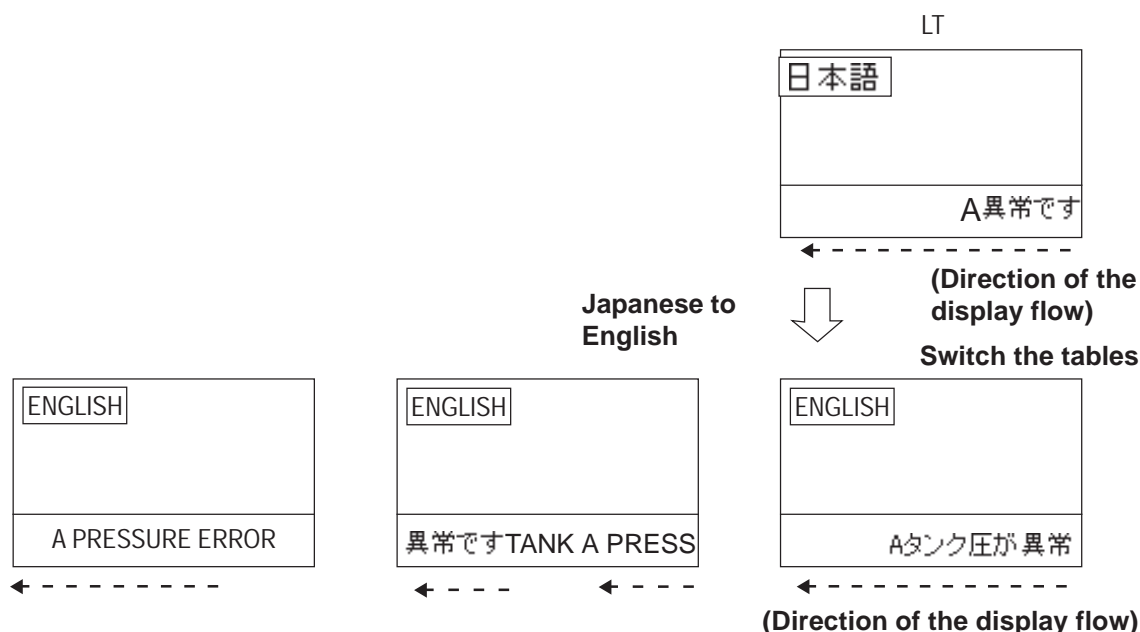 LT
日本語
A異常です
(Direction of the
display flow)
Japanese to
English
Switch the tables
ENGLISH
A PRESSURE ERROR
ENGLISH
異常ですTANK A PRESS
ENGLISH
Aタンク圧が異常
(Direction of the display flow)